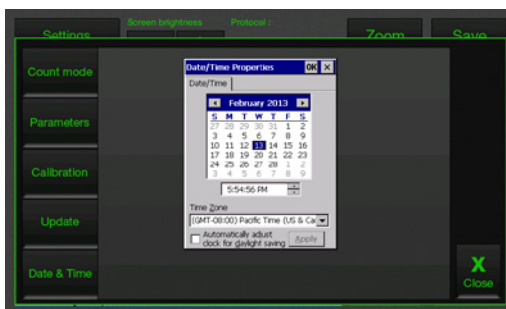 Screen brightness Protocol :
Settings Zoom Save
Count mode
Parameters
Calibration
Update
Date & Time
Date/Time Properties OK ×
Date/Time
February 2013
S M T W T F S
27 28 29 30 31 1 2
3 4 5 6 7 8 9
10 11 12 13 14 15 16
17 18 19 20 21 22 23
24 25 26 27 28 1 2
3 4 5 6 7 8 9
5:54:56 PM
Time Zone
(GMT-08:00) Pacific Time (US & Ca
Automatically adjust
clock for daylight saving Apply
X
Close